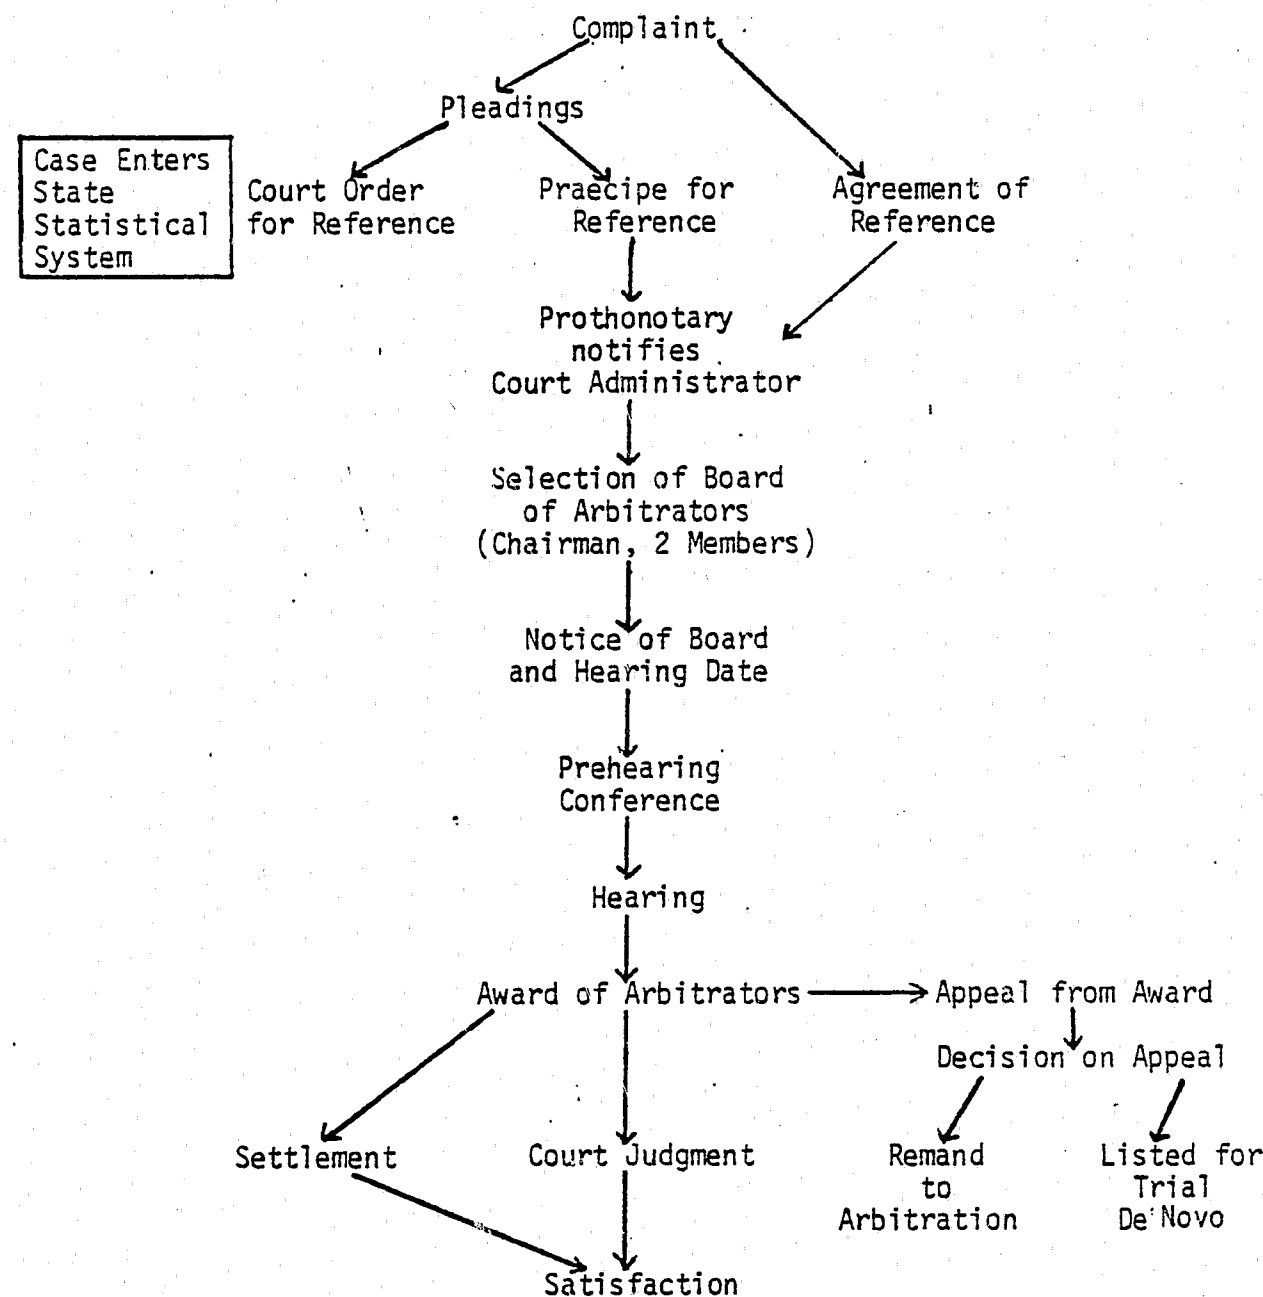 Complaint
Pleadings
Case Enters
State
Statistical
System
Court Order
for Reference
Praecipe for
Reference
Agreement of
Reference
Prothonotary
notifies
Court Administrator
Selection of Board
of Arbitrators
(Chairman, 2 Members)
Notice of Board
and Hearing Date
Prehearing
Conference
Hearing
Award of Arbitrators
Appeal from Award
Decision on Appeal
Settlement
Court Judgment
Remand
to
Arbitration
Listed for
Trial
De Novo
Satisfaction